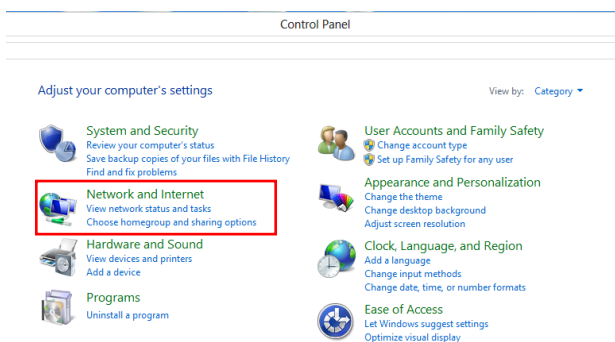 Control Panel
Adjust your computer's settings
View by: Category
System and Security
Review your computer's status
Save backup copies of your files with File History
Find and fix problems
Network and Internet
View network status and tasks
Choose homegroup and sharing options
Hardware and Sound
View devices and printers
Add a device
Programs
Uninstall a program
User Accounts and Family Safety
Change account type
Set up Family Safety for any user
Appearance and Personalization
Change the theme
Change desktop background
Adjust screen resolution
Clock, Language, and Region
Add a language
Change input methods
Change date, time, or number formats
Ease of Access
Let Windows suggest settings
Optimize visual display